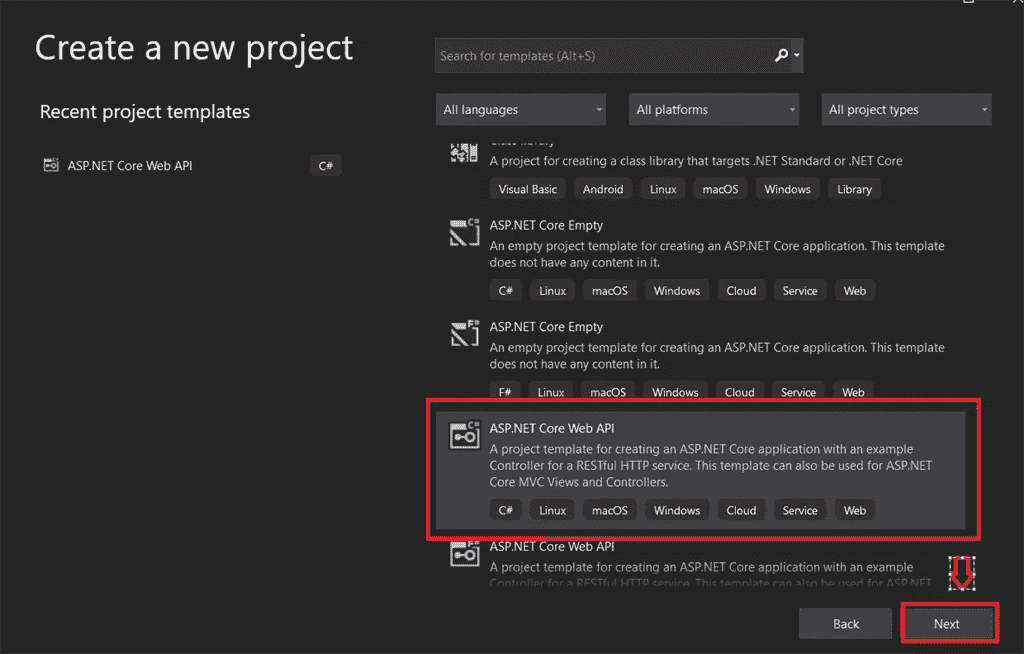 Create a new project
Search for templates (Alt+S)
Recent project templates
All languages
All platforms
All project types
ASP.NET Core Web API
C#
Class library
A project for creating a class library that targets .NET Standard or .NET Core
Visual Basic Android Linux macOS Windows Library
C#
ASP.NET Core Empty
An empty project template for creating an ASP.NET Core application. This template
does not have any content in it.
C# Linux macOS Windows Cloud Service Web
F#
ASP.NET Core Empty
An empty project template for creating an ASP.NET Core application. This template
does not have any content in it.
F# Linux macOS Windows Cloud Service Web
C#
ASP.NET Core Web API
A project template for creating an ASP.NET Core application with an example
Controller for a RESTful HTTP service. This template can also be used for ASP.NET
Core MVC Views and Controllers.
C# Linux macOS Windows Cloud Service Web
F#
ASP.NET Core Web API
A project template for creating an ASP.NET Core application with an example
Controller for a RESTful HTTP service. This template can also be used for ASP.NET
Back
Next